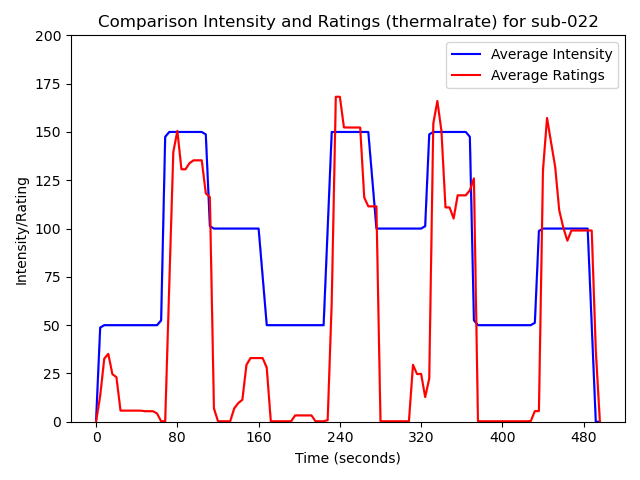 Comparison Intensity and Ratings (thermalrate) for sub-022
200
175
150
125
100
75
50
25
0
Intensity/Rating
Average Intensity
Average Ratings
0 80 160 240 320 400 480
Time (seconds)